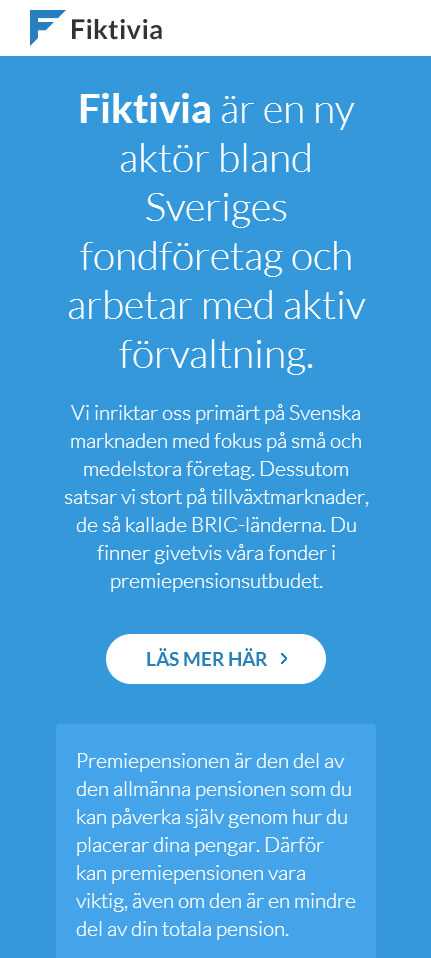 Fiktivia
Fiktivia är en ny
aktör bland
Sveriges
fondföretag och
arbetar med aktiv
förvaltning.
Vi inriktar oss primärt på Svenska
marknaden med fokus på små och
medelstora företag. Dessutom
satsar vi stort på tillväxtmarknader,
de så kallade BRIC-länderna. Du
finner givetvis våra fonder i
premiepensionsutbudet.
LÄS MER HÄR
Premiepensionen är den del av
den allmänna pensionen som du
kan påverka själv genom hur du
placerar dina pengar. Därför
kan premiepensionen vara
viktig, även om den är en mindre
del av din totala pension.